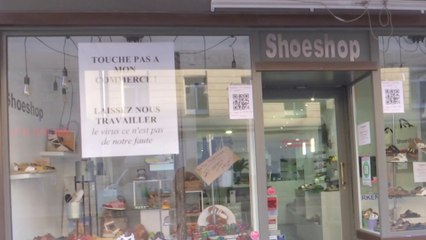 TOUCHE PAS A
MON
COMMERCE !
LAISSEZ NOUS
TRAVAILLER
le virus ce n'est pas
de notre faute
Shoeshop
Shoeshop